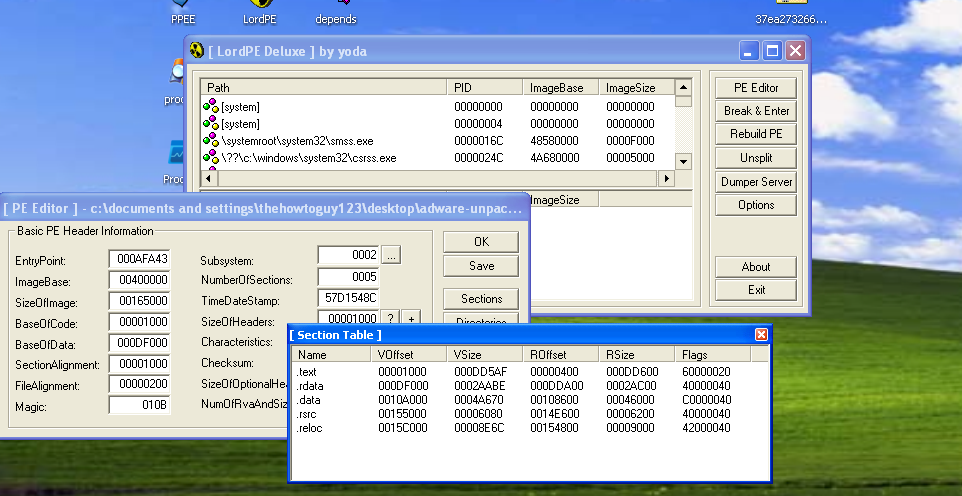 PPEE LordPE depends 37ea273266...
[ LordPE Deluxe ] by yoda
Path PID ImageBase ImageSize
[system] 00000000 00000000 00000000
[system] 00000004 00000000 00000000
\systemroot\system32\smss.exe 0000016C 48580000 0000F000
\??\c:\windows\system32\csrss.exe 0000024C 4A680000 00005000
ImageSize
PE Editor
Break & Enter
Rebuild PE
Unsplit
Dumper Server
Options
About
Exit
[ PE Editor ] - c:\documents and settings\thehowtoguy123\desktop\adware-unpac...
Basic PE Header Information
EntryPoint: 000AFA43
ImageBase: 00400000
SizeOfImage: 00165000
BaseOfCode: 00001000
BaseOfData: 000DF000
SectionAlignment: 00001000
FileAlignment: 00000200
Magic: 010B
Subsystem: 0002 ...
NumberOfSections: 0005
TimeDateStamp: 57D1548C
SizeOfHeaders: 00001000 ? +
Characteristics:
Checksum:
SizeOfOptionalHea
NumOfRvaAndSiz
OK
Save
Sections
Directories
[ Section Table ]
Name VOffset VSize ROffset RSize Flags
.text 00001000 000DD5AF 00000400 000DD600 60000020
.rdata 000DF000 0002AABE 000DDA00 0002AC00 40000040
.data 0010A000 0004A670 00108600 00046000 C0000040
.rsrc 00155000 00006080 0014E600 00006200 40000040
.reloc 0015C000 00008E6C 00154800 00009000 42000040